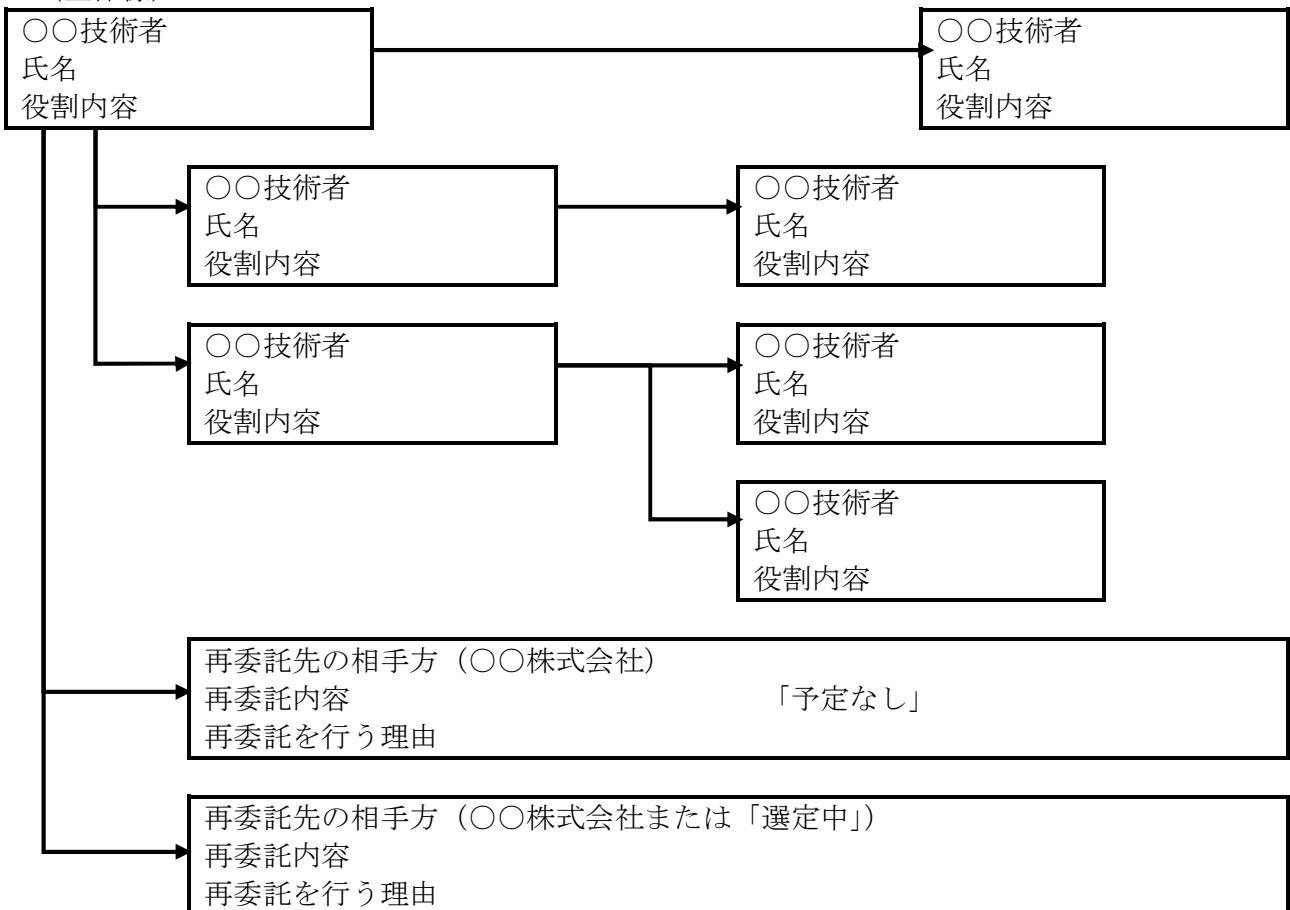 ○○技術者
氏名
役割内容
○○技術者
氏名
役割内容
○○技術者
氏名
役割内容
○○技術者
氏名
役割内容
○○技術者
氏名
役割内容
○○技術者
氏名
役割内容
○○技術者
氏名
役割内容
再委託先の相手方（○○株式会社）
再委託内容 「予定なし」
再委託を行う理由
再委託先の相手方（○○株式会社または「選定中」）
再委託内容
再委託を行う理由